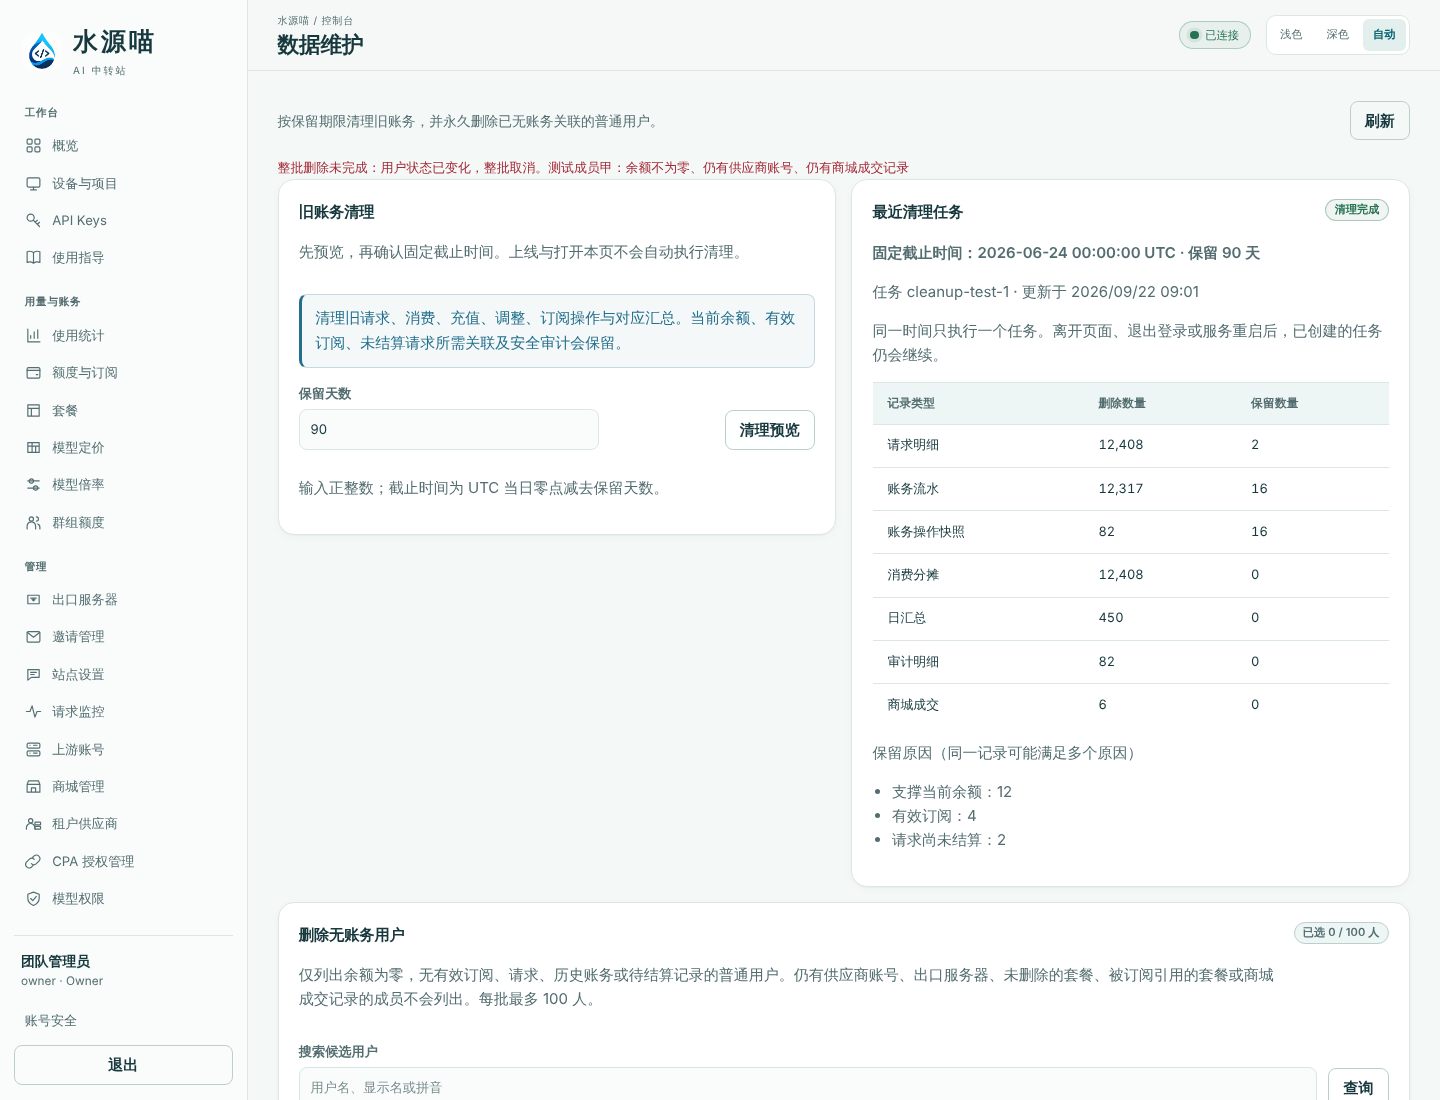 水源喵
AI 中转站
工作台
概览
设备与项目
API Keys
使用指导
用量与账务
使用统计
额度与订阅
套餐
模型定价
模型倍率
群组额度
管理
出口服务器
邀请管理
站点设置
请求监控
上游账号
商城管理
租户供应商
CPA 授权管理
模型权限
团队管理员
owner · Owner
账号安全
退出
水源喵 / 控制台
数据维护
已连接
浅色
深色
自动
按保留期限清理旧账务，并永久删除已无账务关联的普通用户。
刷新
整批删除未完成：用户状态已变化，整批取消。测试成员甲：余额不为零、仍有供应商账号、仍有商城成交记录
旧账务清理
先预览，再确认固定截止时间。上线与打开本页不会自动执行清理。
清理旧请求、消费、充值、调整、订阅操作与对应汇总。当前余额、有效
订阅、未结算请求所需关联及安全审计会保留。
保留天数
90
清理预览
输入正整数；截止时间为 UTC 当日零点减去保留天数。
最近清理任务
清理完成
固定截止时间：2026-06-24 00:00:00 UTC · 保留 90 天
任务 cleanup-test-1 · 更新于 2026/09/22 09:01
同一时间只执行一个任务。离开页面、退出登录或服务重启后，已创建的任务
仍会继续。
记录类型 删除数量 保留数量
请求明细 12,408 2
账务流水 12,317 16
账务操作快照 82 16
消费分摊 12,408 0
日汇总 450 0
审计明细 82 0
商城成交 6 0
保留原因（同一记录可能满足多个原因）
支撑当前余额：12
有效订阅：4
请求尚未结算：2
删除无账务用户
已选 0 / 100 人
仅列出余额为零，无有效订阅、请求、历史账务或待结算记录的普通用户。仍有供应商账号、出口服务器、未删除的套餐、被订阅引用的套餐或商城
成交记录的成员不会列出。每批最多 100 人。
搜索候选用户
用户名、显示名或拼音
查询